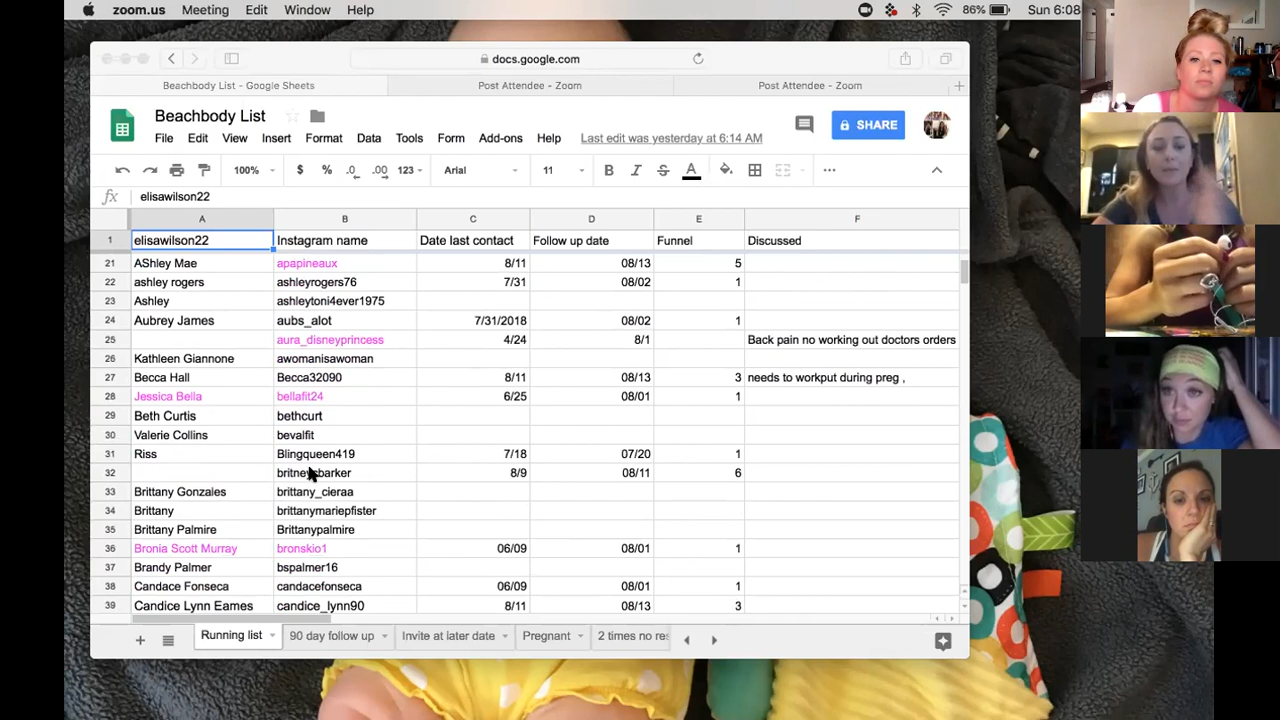 zoom.us Meeting Edit Window Help 86% Sun 6:08
docs.google.com
Beachbody List - Google Sheets Post Attendee - Zoom Post Attendee - Zoom
Beachbody List
File Edit View Insert Format Data Tools Form Add-ons Help Last edit was yesterday at 6:14 AM SHARE
100% $ % .0 .00 123 Arial 11 B I S A
fx elisawilson22
A B C D E F
1 elisawilson22 Instagram name Date last contact Follow up date Funnel Discussed
21 AShley Mae apapineaux 8/11 08/13 5
22 ashley rogers ashleyrogers76 7/31 08/02 1
23 Ashley ashleytoni4ever1975
24 Aubrey James aubs_alot 7/31/2018 08/02 1
25 aura_disneyprincess 4/24 8/1 Back pain no working out doctors orders
26 Kathleen Giannone awomanisawoman
27 Becca Hall Becca32090 8/11 08/13 3 needs to workput during preg ,
28 Jessica Bella bellafit24 6/25 08/01 1
29 Beth Curtis bethcurt
30 Valerie Collins bevalfit
31 Riss Blingqueen419 7/18 07/20 1
32 8/9 08/11 6
33 Brittany Gonzales brittany_cieraa
34 Brittany brittanymariepfister
35 Brittany Palmire Brittanypalmire
36 Bronia Scott Murray bronskio1 06/09 08/01 1
37 Brandy Palmer bspalmer16
38 Candace Fonseca candacefonseca 06/09 08/01 1
39 Candice Lynn Eames candice_lynn90 8/11 08/13 3
Running list 90 day follow up Invite at later date Pregnant 2 times no res